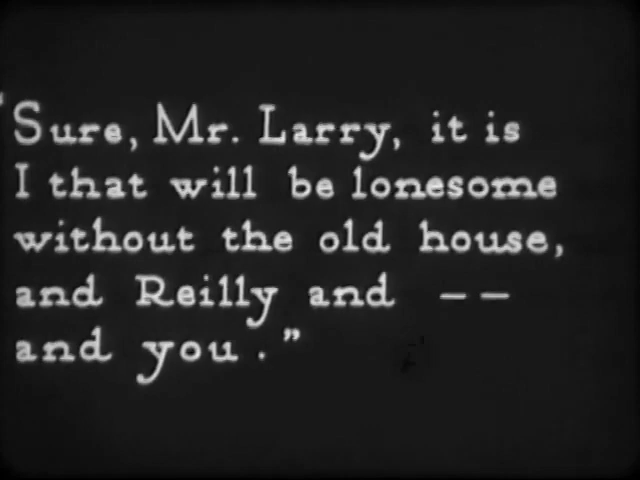 "Sure, Mr. Larry, it is
I that will be lonesome
without the old house,
and Reilly and --
and you."